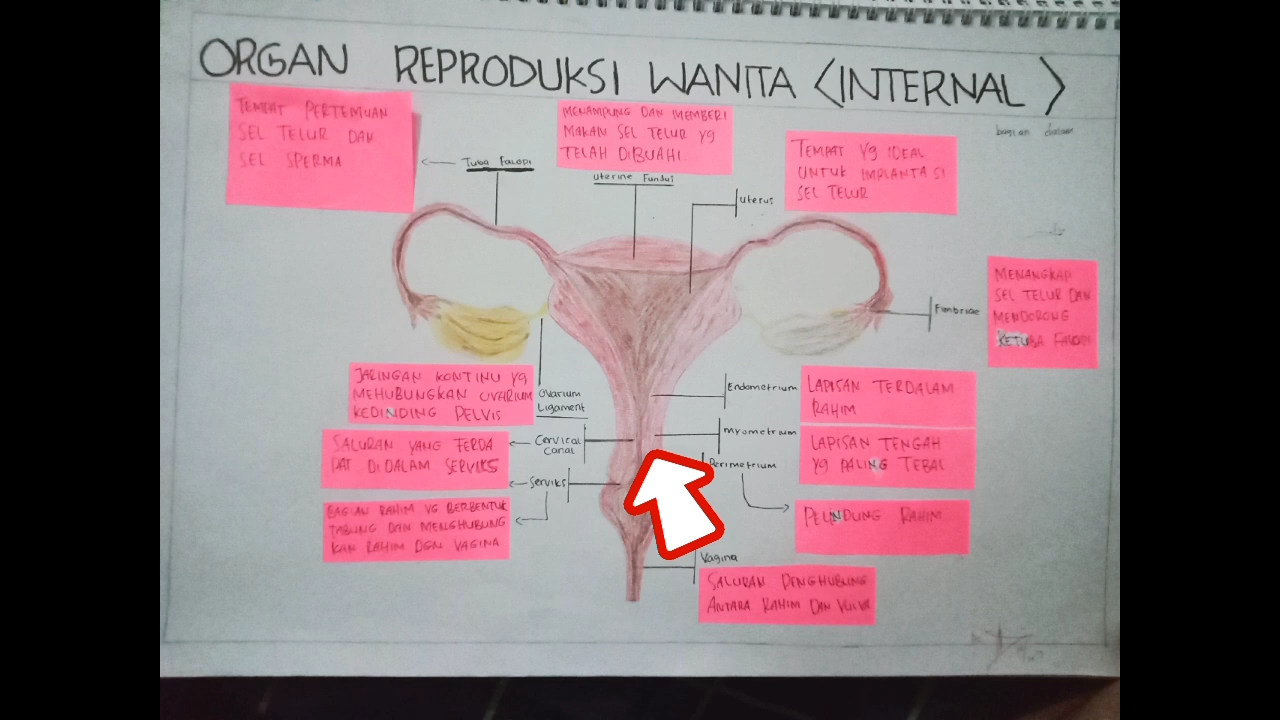 ORGAN REPRODUKSI WANITA <INTERNAL>
bagian dalam
TEMPAT PERTEMUAN
SEL TELUR DAN
SEL SPERMA
Tuba Falopi
MENAMPUNG DAN MEMBERI
MAKAN SEL TELUR Yg
TELAH DIBUAHI
Uterine Fundus
Uterus
TEMPAT Yg IDEAL
UNTUK IMPLANTASI
SEL TELUR
Fimbriae
MENANGKAP
SEL TELUR DAN
MENDORONG
KETUBA FALOPI
JARINGAN KONTINU Yg
MEHUBUNGKAN OVARIUM
KEDINDING PELVIS
Ovarium
Ligament
Endometrium
LAPISAN TERDALAM
RAHIM
SALURAN YANG TERDA
PAT DI DALAM SERVIKS
Cervical
Canal
Myometrium
LAPISAN TENGAH
Yg PALING TEBAL
Perimetrium
PELINDUNG RAHIM
Serviks
BAGIAN RAHIM YG BERBENTUK
TABUNG DAN MENGHUBUNG
KAN RAHIM DGN VAGINA.
Vagina
SALURAN PENGHUBUNG
ANTARA RAHIM DAN VULVA